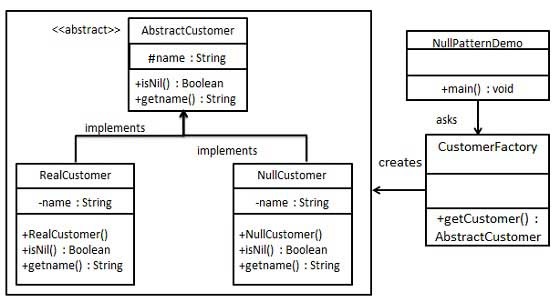 <<abstract>>
AbstractCustomer
#name : String
+isNil() : Boolean
+getname() : String
implements
implements
RealCustomer
-name : String
+RealCustomer()
+isNil() : Boolean
+getname() : String
NullCustomer
-name : String
+NullCustomer()
+isNil() : Boolean
+getname() : String
NullPatternDemo
+main() : void
asks
creates
CustomerFactory
+getCustomer() :
AbstractCustomer